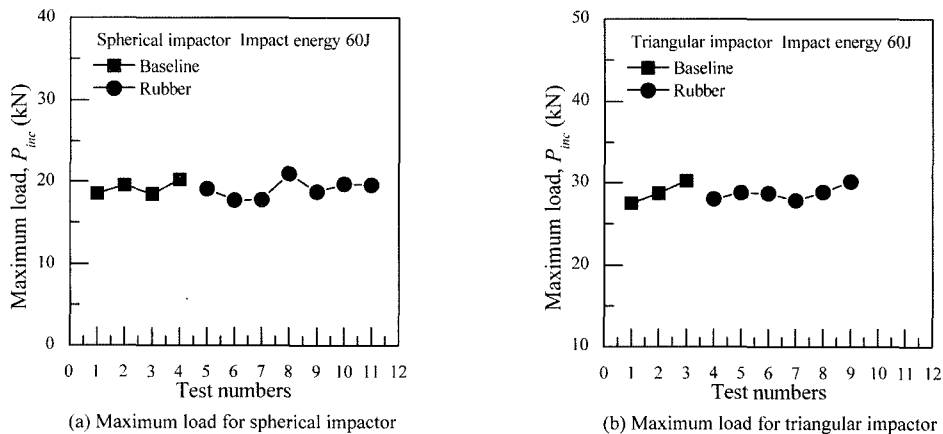 40
30
20
10
0
Maximum load, P_inc (kN)
Spherical impactor Impact energy 60J
Baseline
Rubber
0 1 2 3 4 5 6 7 8 9 10 11 12
Test numbers
(a) Maximum load for spherical impactor
50
40
30
20
10
Maximum load, P_inc (kN)
Triangular impactor Impact energy 60J
Baseline
Rubber
0 1 2 3 4 5 6 7 8 9 10 11 12
Test numbers
(b) Maximum load for triangular impactor